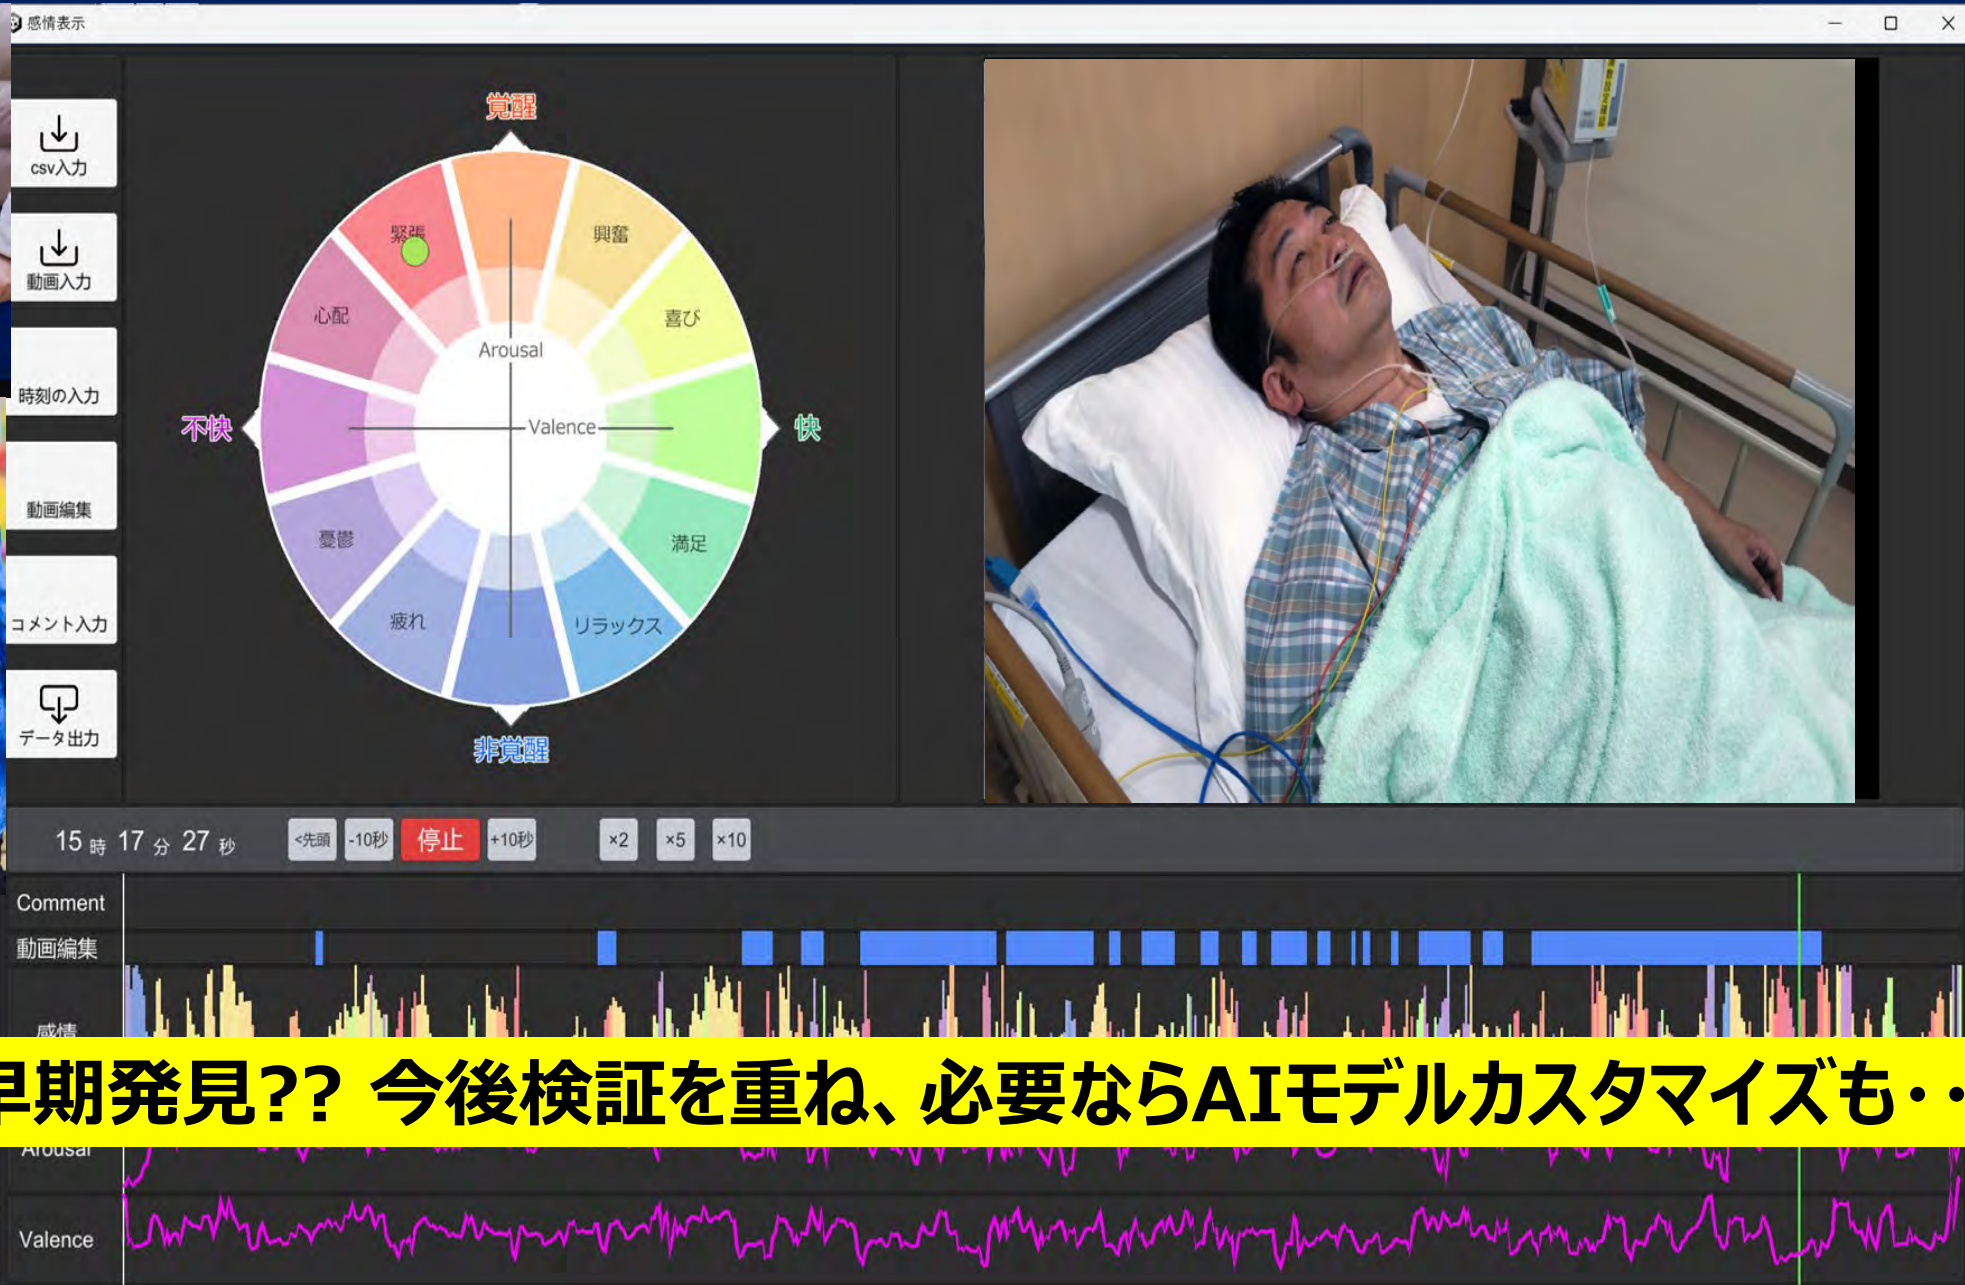 感情表示
csv入力
動画入力
時刻の入力
動画編集
コメント入力
データ出力
覚醒
緊張
興奮
心配
喜び
Arousal
不快
Valence
快
憂鬱
満足
疲れ
リラックス
非覚醒
15 時 17 分 27 秒
<先頭
-10秒
停止
+10秒
×2
×5
×10
Comment
動画編集
感情
早期発見?? 今後検証を重ね、必要ならAIモデルカスタマイズも・・
Arousal
Valence